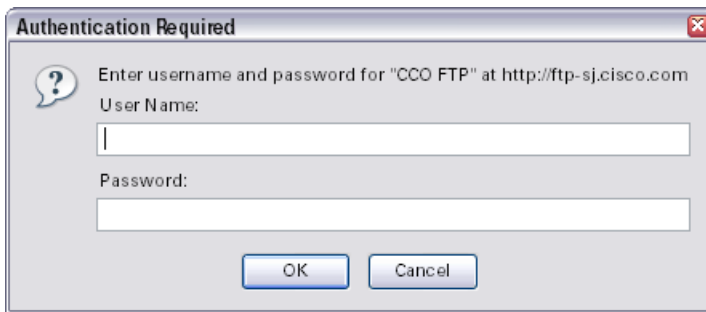 Authentication Required
Enter username and password for "CCO FTP" at http://ftp-sj.cisco.com
User Name:
Password:
OK
Cancel